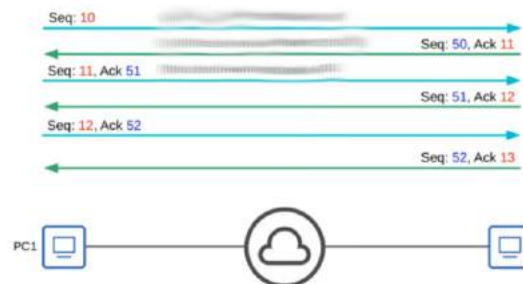 Seq: 10
Seq: 50, Ack 11
Seq: 11, Ack 51
Seq: 51, Ack 12
Seq: 12, Ack 52
Seq: 52, Ack 13
PC1